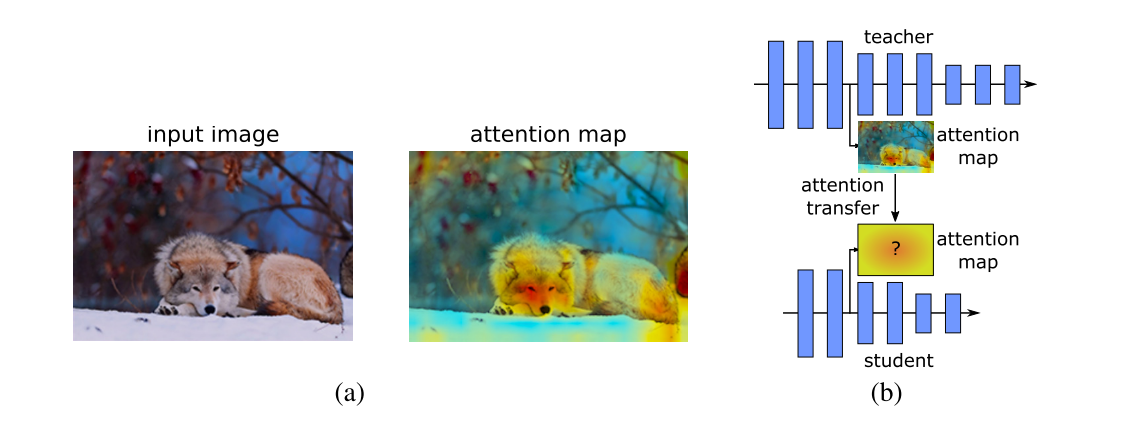 input image
attention map
(a)
teacher
attention
map
attention
transfer
?
attention
map
student
(b)